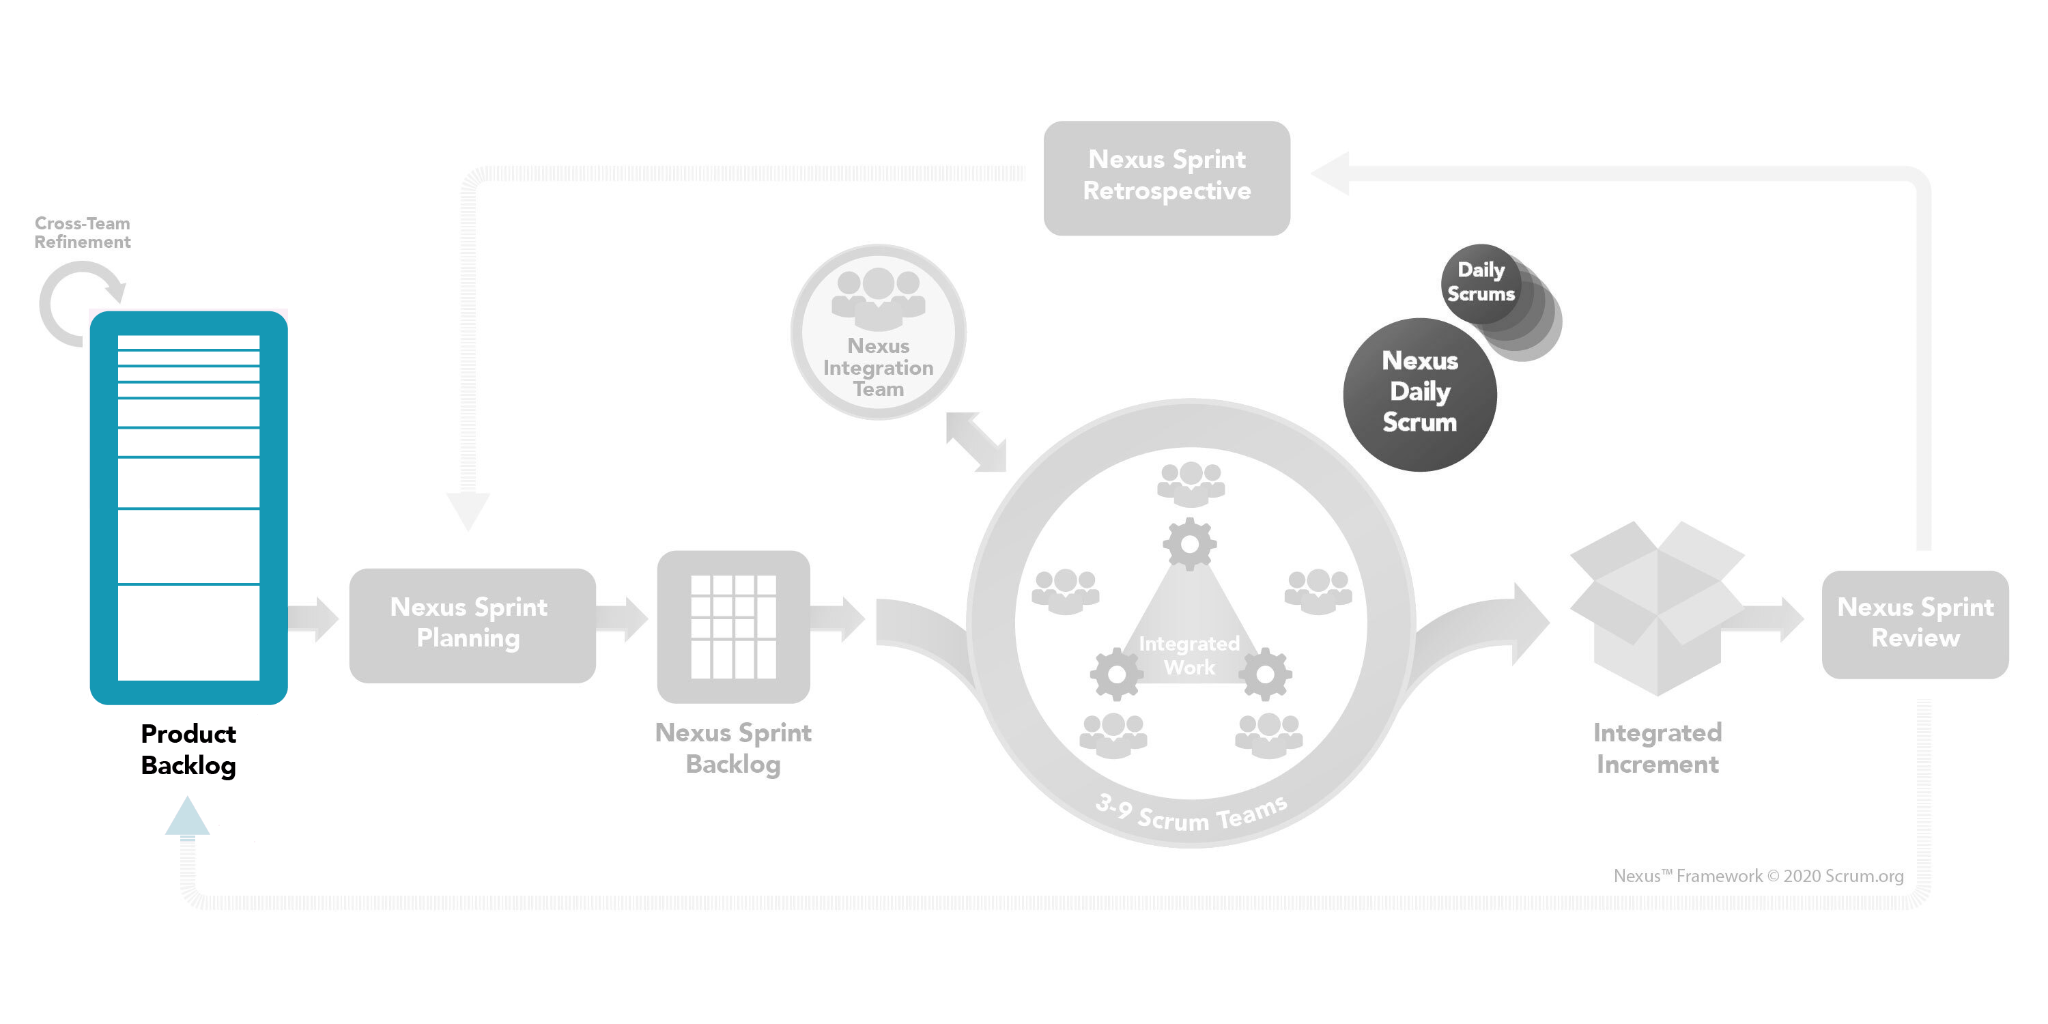 Nexus Sprint
Retrospective
Cross-Team
Refinement
Daily
Scrums
Nexus
Integration
Team
Nexus
Daily
Scrum
Nexus Sprint
Planning
Integrated
Work
Nexus Sprint
Review
Product
Backlog
Nexus Sprint
Backlog
Integrated
Increment
3-9 Scrum Teams
Nexus™ Framework © 2020 Scrum.org